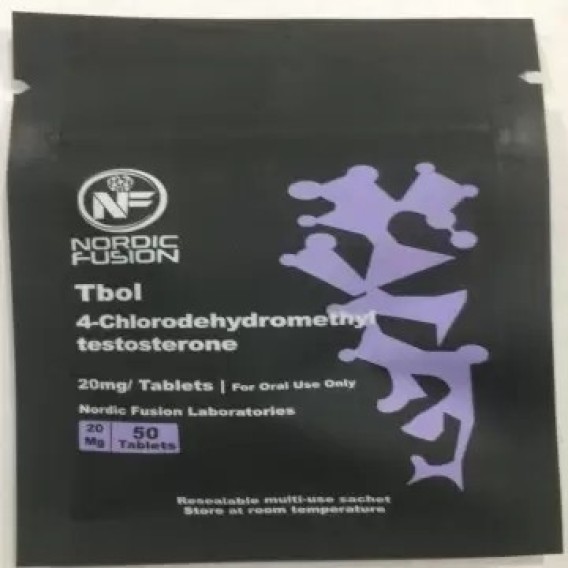 NF
NORDIC
FUSION
Tbol
4-Chlorodehydromethyl
testosterone
20mg/ Tablets | For Oral Use Only
Nordic Fusion Laboratories
20 Mg
50 Tablets
Resealable multi-use sachet
Store at room temperature